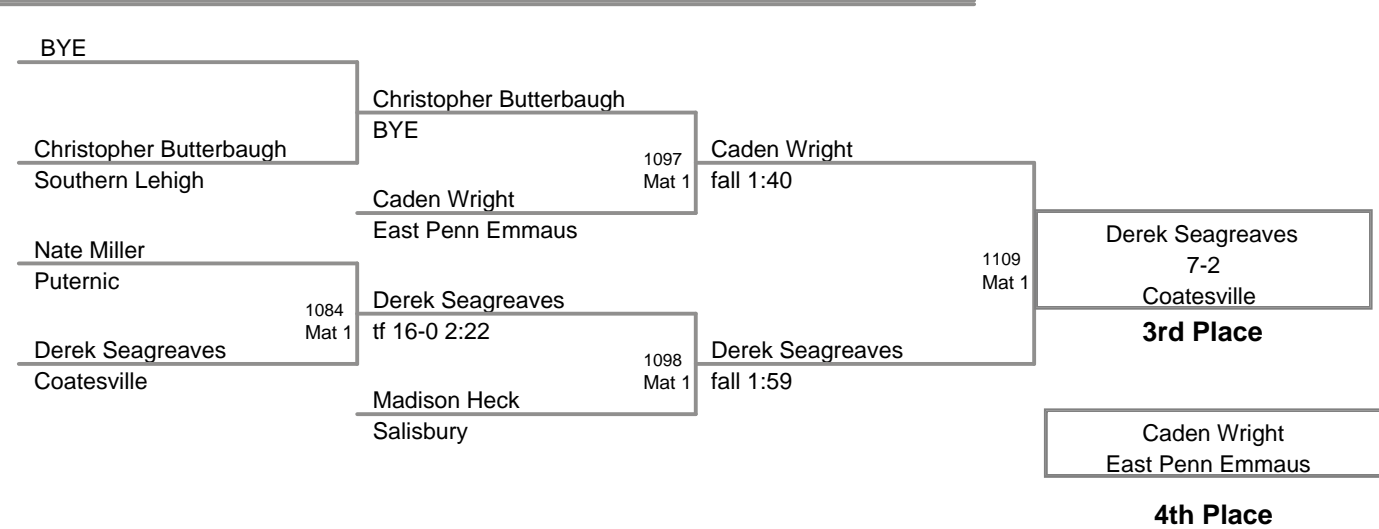 BYE
Christopher Butterbaugh
BYE
Christopher Butterbaugh
Southern Lehigh
1097
Mat 1
Caden Wright
fall 1:40
Caden Wright
East Penn Emmaus
Nate Miller
Puternic
1084
Mat 1
Derek Seagreaves
tf 16-0 2:22
Derek Seagreaves
Coatesville
1098
Mat 1
Derek Seagreaves
fall 1:59
Madison Heck
Salisbury
1109
Mat 1
Derek Seagreaves
7-2
Coatesville
3rd Place
Caden Wright
East Penn Emmaus
4th Place